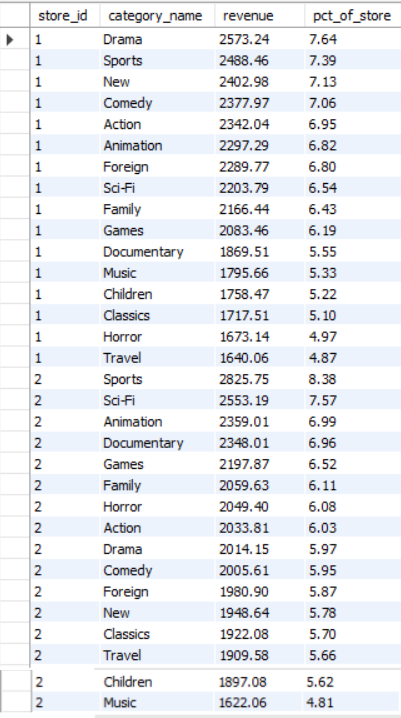 store_id category_name revenue pct_of_store
1 Drama 2573.24 7.64
1 Sports 2488.46 7.39
1 New 2402.98 7.13
1 Comedy 2377.97 7.06
1 Action 2342.04 6.95
1 Animation 2297.29 6.82
1 Foreign 2289.77 6.80
1 Sci-Fi 2203.79 6.54
1 Family 2166.44 6.43
1 Games 2083.46 6.19
1 Documentary 1869.51 5.55
1 Music 1795.66 5.33
1 Children 1758.47 5.22
1 Classics 1717.51 5.10
1 Horror 1673.14 4.97
1 Travel 1640.06 4.87
2 Sports 2825.75 8.38
2 Sci-Fi 2553.19 7.57
2 Animation 2359.01 6.99
2 Documentary 2348.01 6.96
2 Games 2197.87 6.52
2 Family 2059.63 6.11
2 Horror 2049.40 6.08
2 Action 2033.81 6.03
2 Drama 2014.15 5.97
2 Comedy 2005.61 5.95
2 Foreign 1980.90 5.87
2 New 1948.64 5.78
2 Classics 1922.08 5.70
2 Travel 1909.58 5.66
2 Children 1897.08 5.62
2 Music 1622.06 4.81